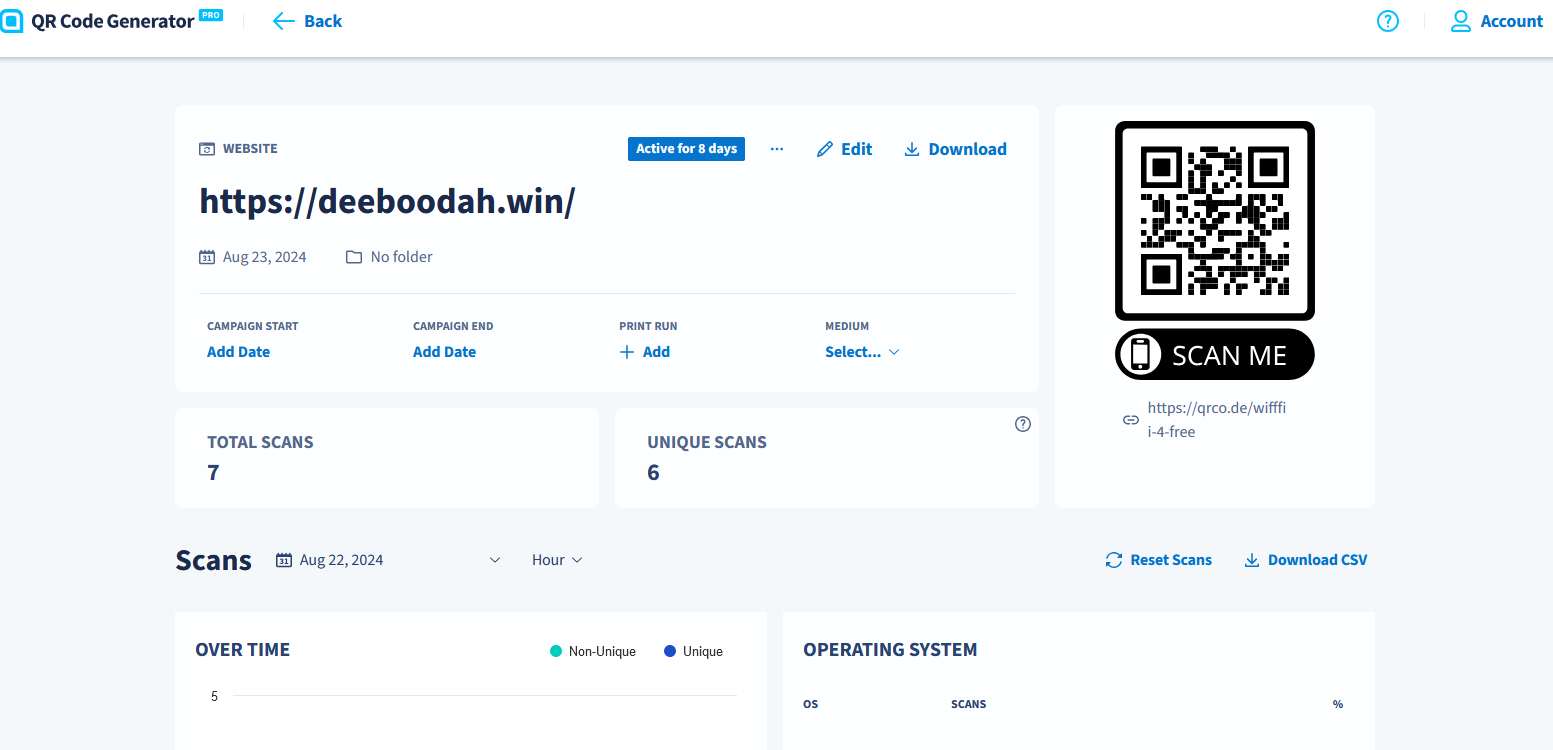 QR Code Generator PRO
Back
?
Account
WEBSITE
Active for 8 days
...
Edit
Download
https://deeboodah.win/
31 Aug 23, 2024
No folder
CAMPAIGN START
Add Date
CAMPAIGN END
Add Date
PRINT RUN
+ Add
MEDIUM
Select...
SCAN ME
https://qrco.de/wifffi
i-4-free
TOTAL SCANS
7
UNIQUE SCANS
6
?
Scans
31 Aug 22, 2024
Hour
Reset Scans
Download CSV
OVER TIME
Non-Unique
Unique
5
OPERATING SYSTEM
OS
SCANS
%